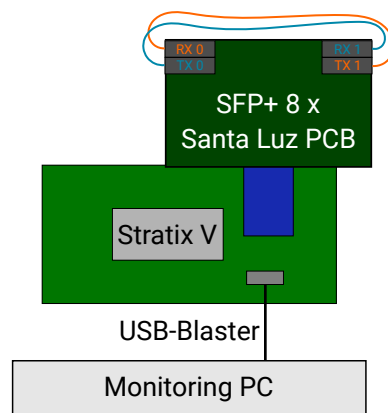 RX 0
RX 1
TX 0
TX 1
SFP+ 8 x
Santa Luz PCB
Stratix V
USB-Blaster
Monitoring PC